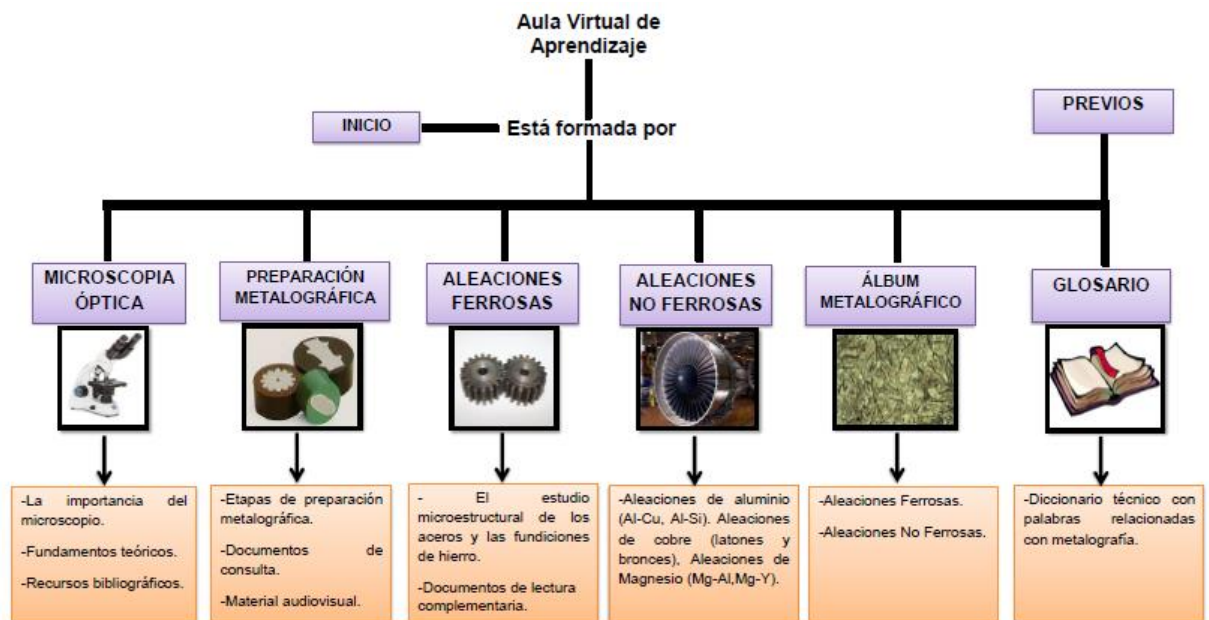 Aula Virtual de
Aprendizaje
INICIO
Está formada por
PREVIOS
MICROSCOPIA
ÓPTICA
PREPARACIÓN
METALOGRÁFICA
ALEACIONES
FERROSAS
ALEACIONES
NO FERROSAS
ÁLBUM
METALOGRÁFICO
GLOSARIO
-La importancia del
microscopio.
-Fundamentos teóricos.
-Recursos bibliográficos.
-Etapas de preparación
metalográfica.
-Documentos de
consulta.
-Material audiovisual.
- El estudio
microestructural de los
aceros y las fundiciones
de hierro.
-Documentos de lectura
complementaria.
-Aleaciones de aluminio
(Al-Cu, Al-Si). Aleaciones
de cobre (latones y
bronces), Aleaciones de
Magnesio (Mg-Al,Mg-Y).
-Aleaciones Ferrosas.
-Aleaciones No Ferrosas.
-Diccionario técnico con
palabras relacionadas
con metalografía.